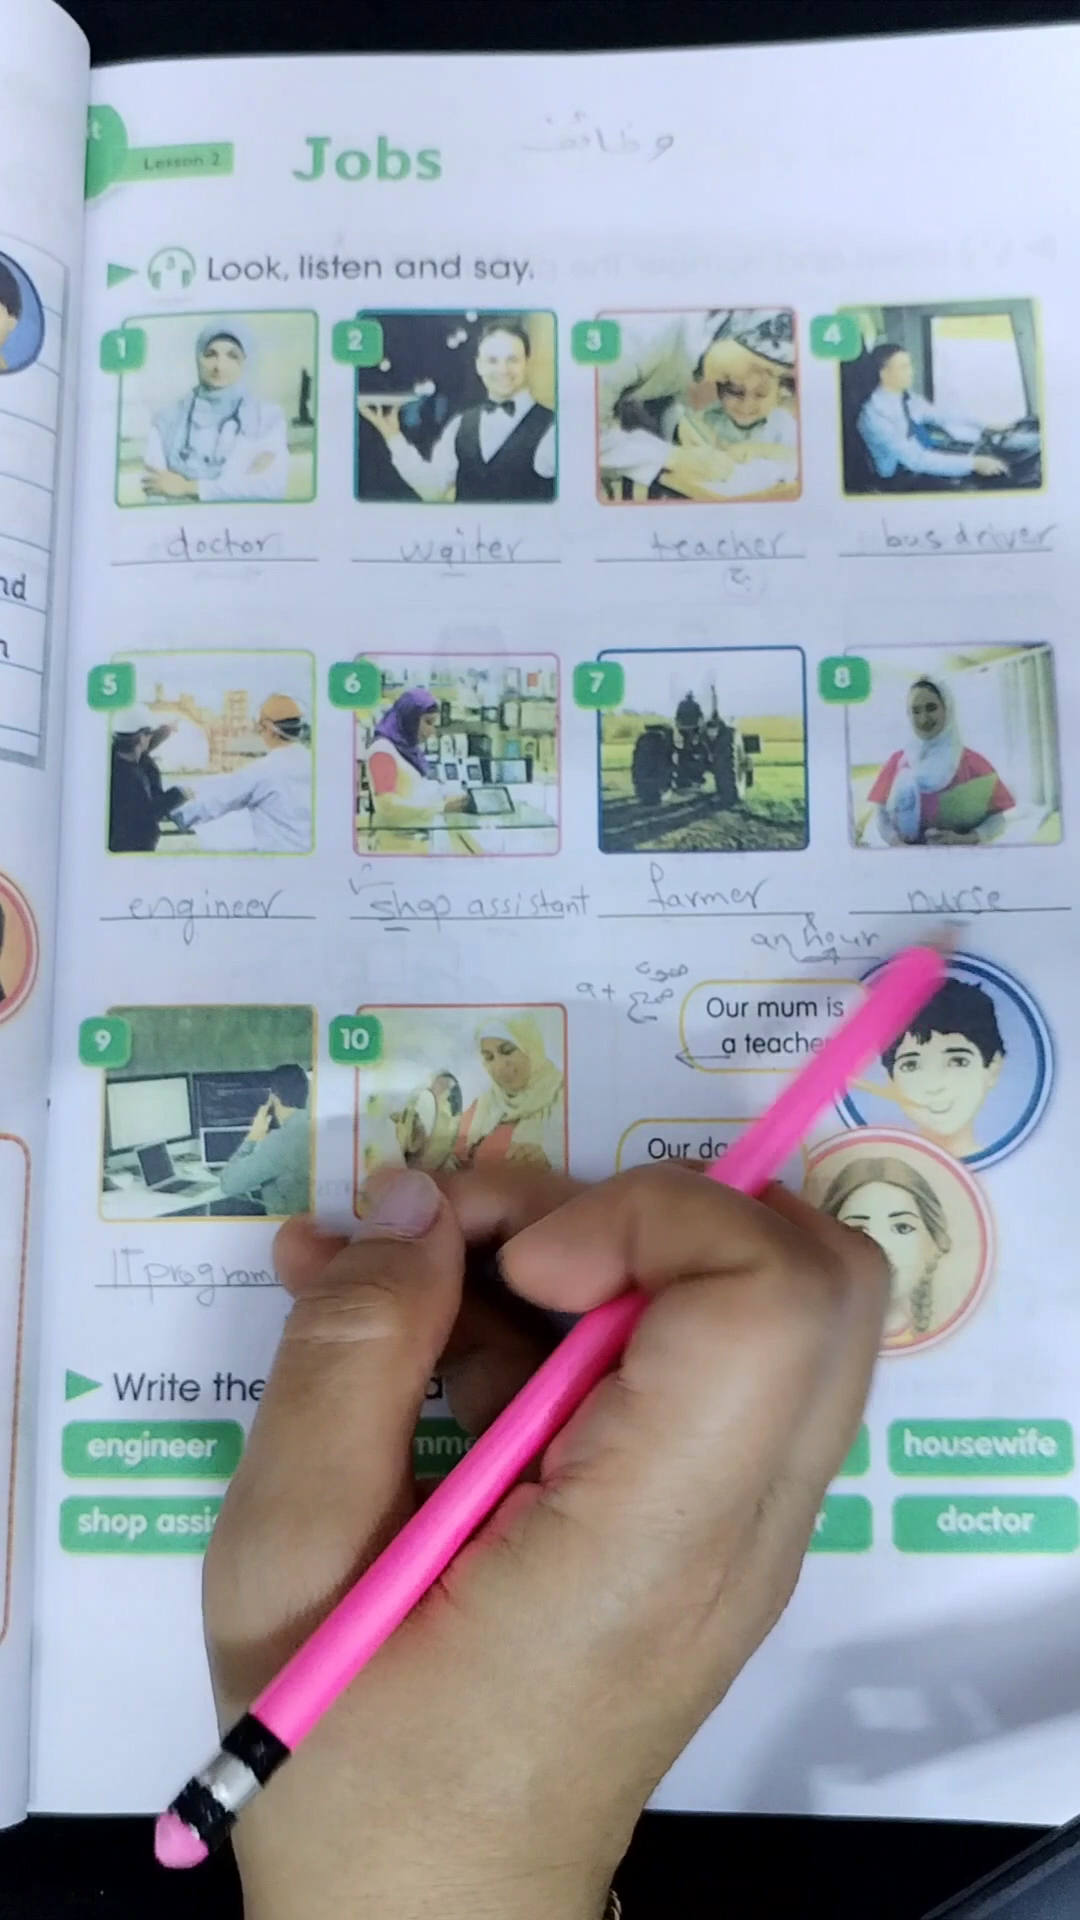 Lesson 2
Jobs وظائف
Look, listen and say.
1
2
3
4
doctor
waiter
teacher
bus driver
5
6
7
8
engineer
shop assistant
farmer
nurse
an hour
a +
Our mum is
a teache
9
10
Our
IT program
Write the
engineer
housewife
shop assi
doctor
nd